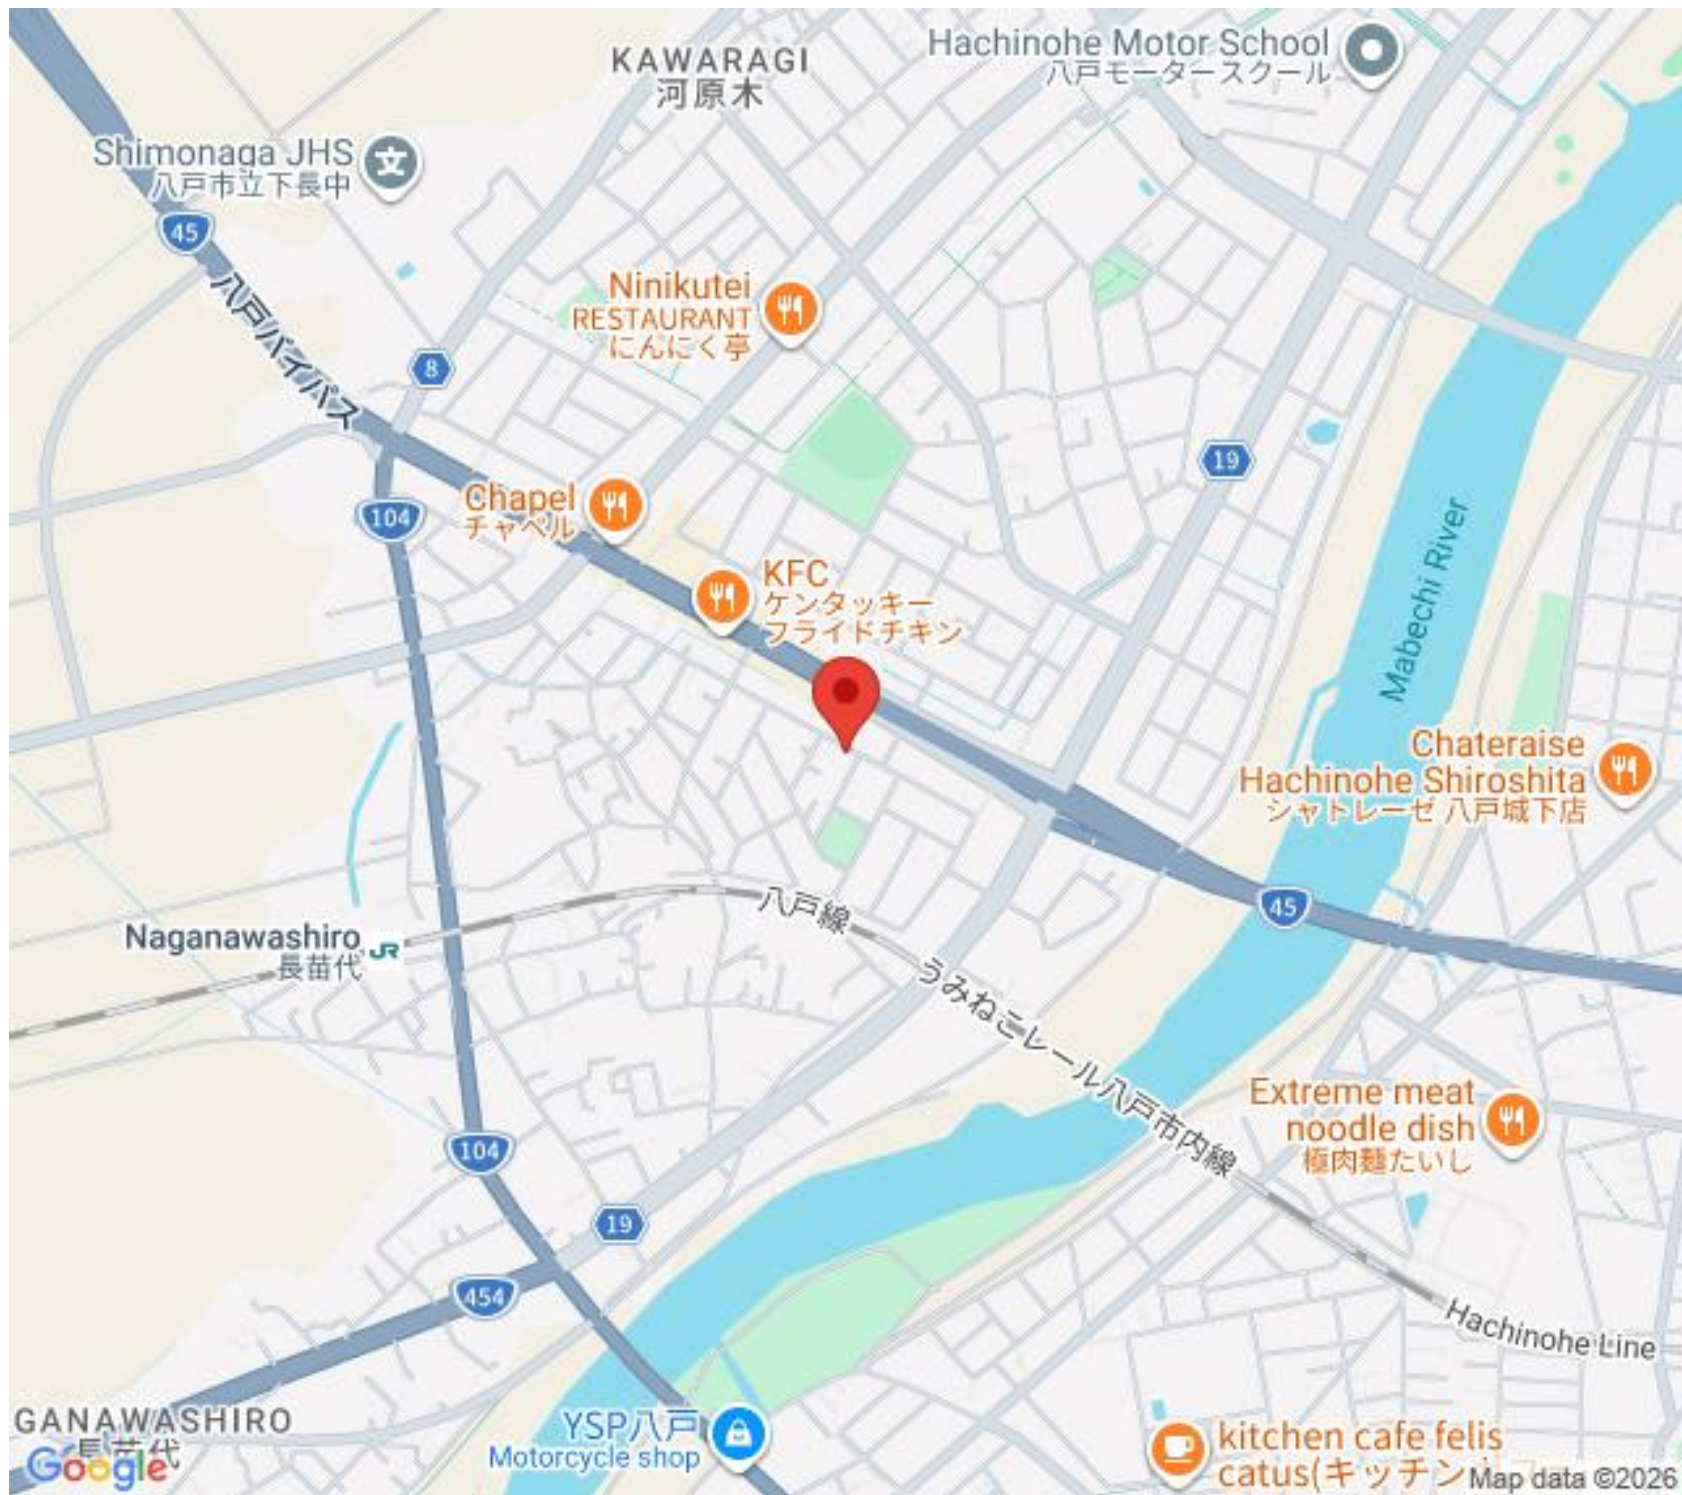 KAWARAGI
河原木
Hachinohe Motor School
八戸モータースクール
Shimonaga JHS
八戸市立下長中
45
八戸バイパス
Ninikutei
RESTAURANT
にんにく亭
8
19
Chapel
チャペル
104
KFC
ケンタッキー
フライドチキン
Mabechi River
Chateraise
Hachinohe Shiroshita
シャトレーゼ 八戸城下店
45
八戸線
Naganawashiro
長苗代
JR
うみねこレール八戸市内線
Extreme meat
noodle dish
極肉麺たいし
104
19
454
Hachinohe Line
GANAWASHIRO
長苗代
Google
YSP八戸
Motorcycle shop
kitchen cafe felis
catus(キッチン
Map data ©2026